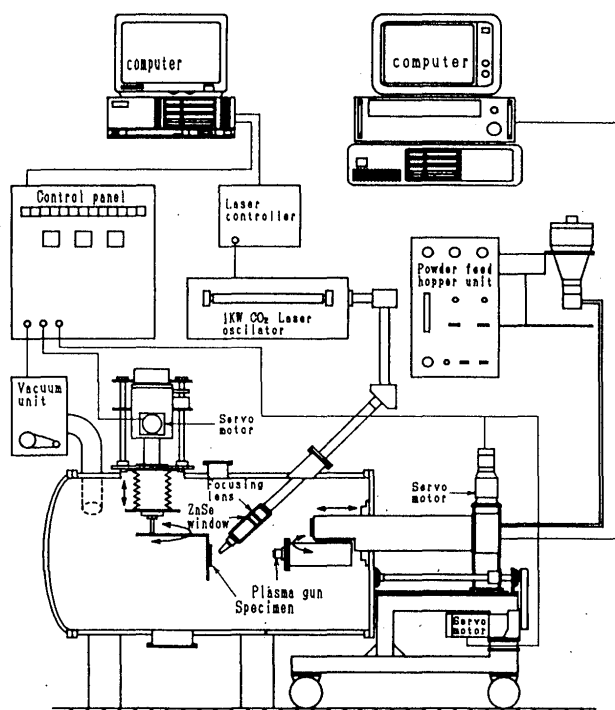 computer
computer
Control panel
Laser
controller
Powder feed
hopper unit
1KW CO₂ Laser
oscilator
Vacuum
unit
Servo
motor
Focusing
lens
ZnSe
window
Servo
motor
Plasma gun
Specimen
Servo
motor